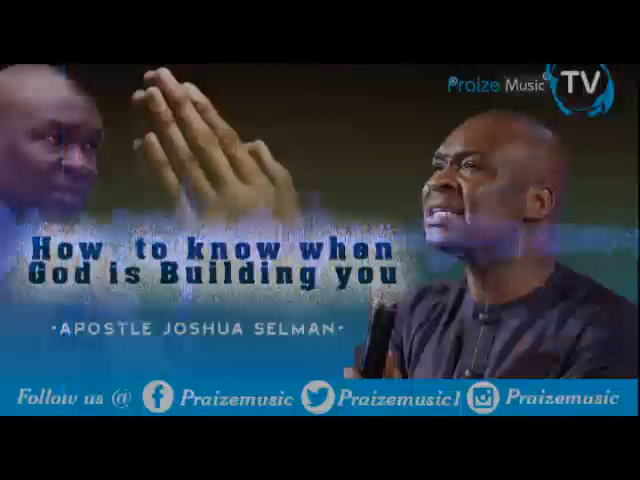 Praize Music TV
How to know when
God is Building you
-APOSTLE JOSHUA SELMAN-
Follow us @ Praizemusic Praizemusic1 Praizemusic